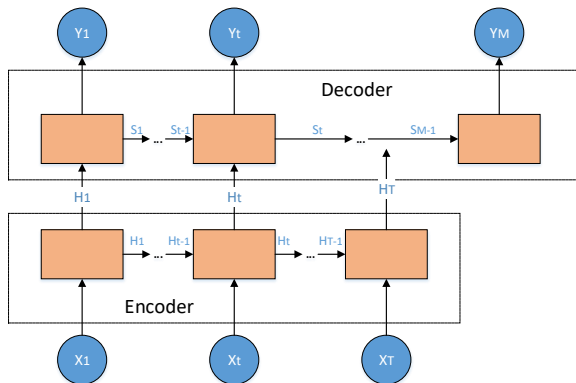 Y1 Yt YM
Decoder
S1 ... St-1 St ... SM-1
H1 Ht HT
H1 ... Ht-1 Ht ... HT-1
Encoder
X1 Xt XT